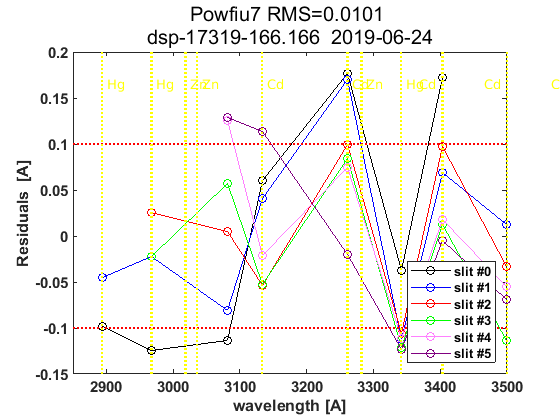 Powfiu7 RMS=0.0101
dsp-17319-166.166  2019-06-24
Residuals  [A]
0.2
0.15
0.1
0.05
0
-0.05
-0.1
-0.15
Hg Hg Zn Zn Cd Cd Zn Cd Cd C
slit #0
slit #1
slit #2
slit #3
slit #4
slit #5
2900 3000 3100 3200 3300 3400 3500
wavelength [A]